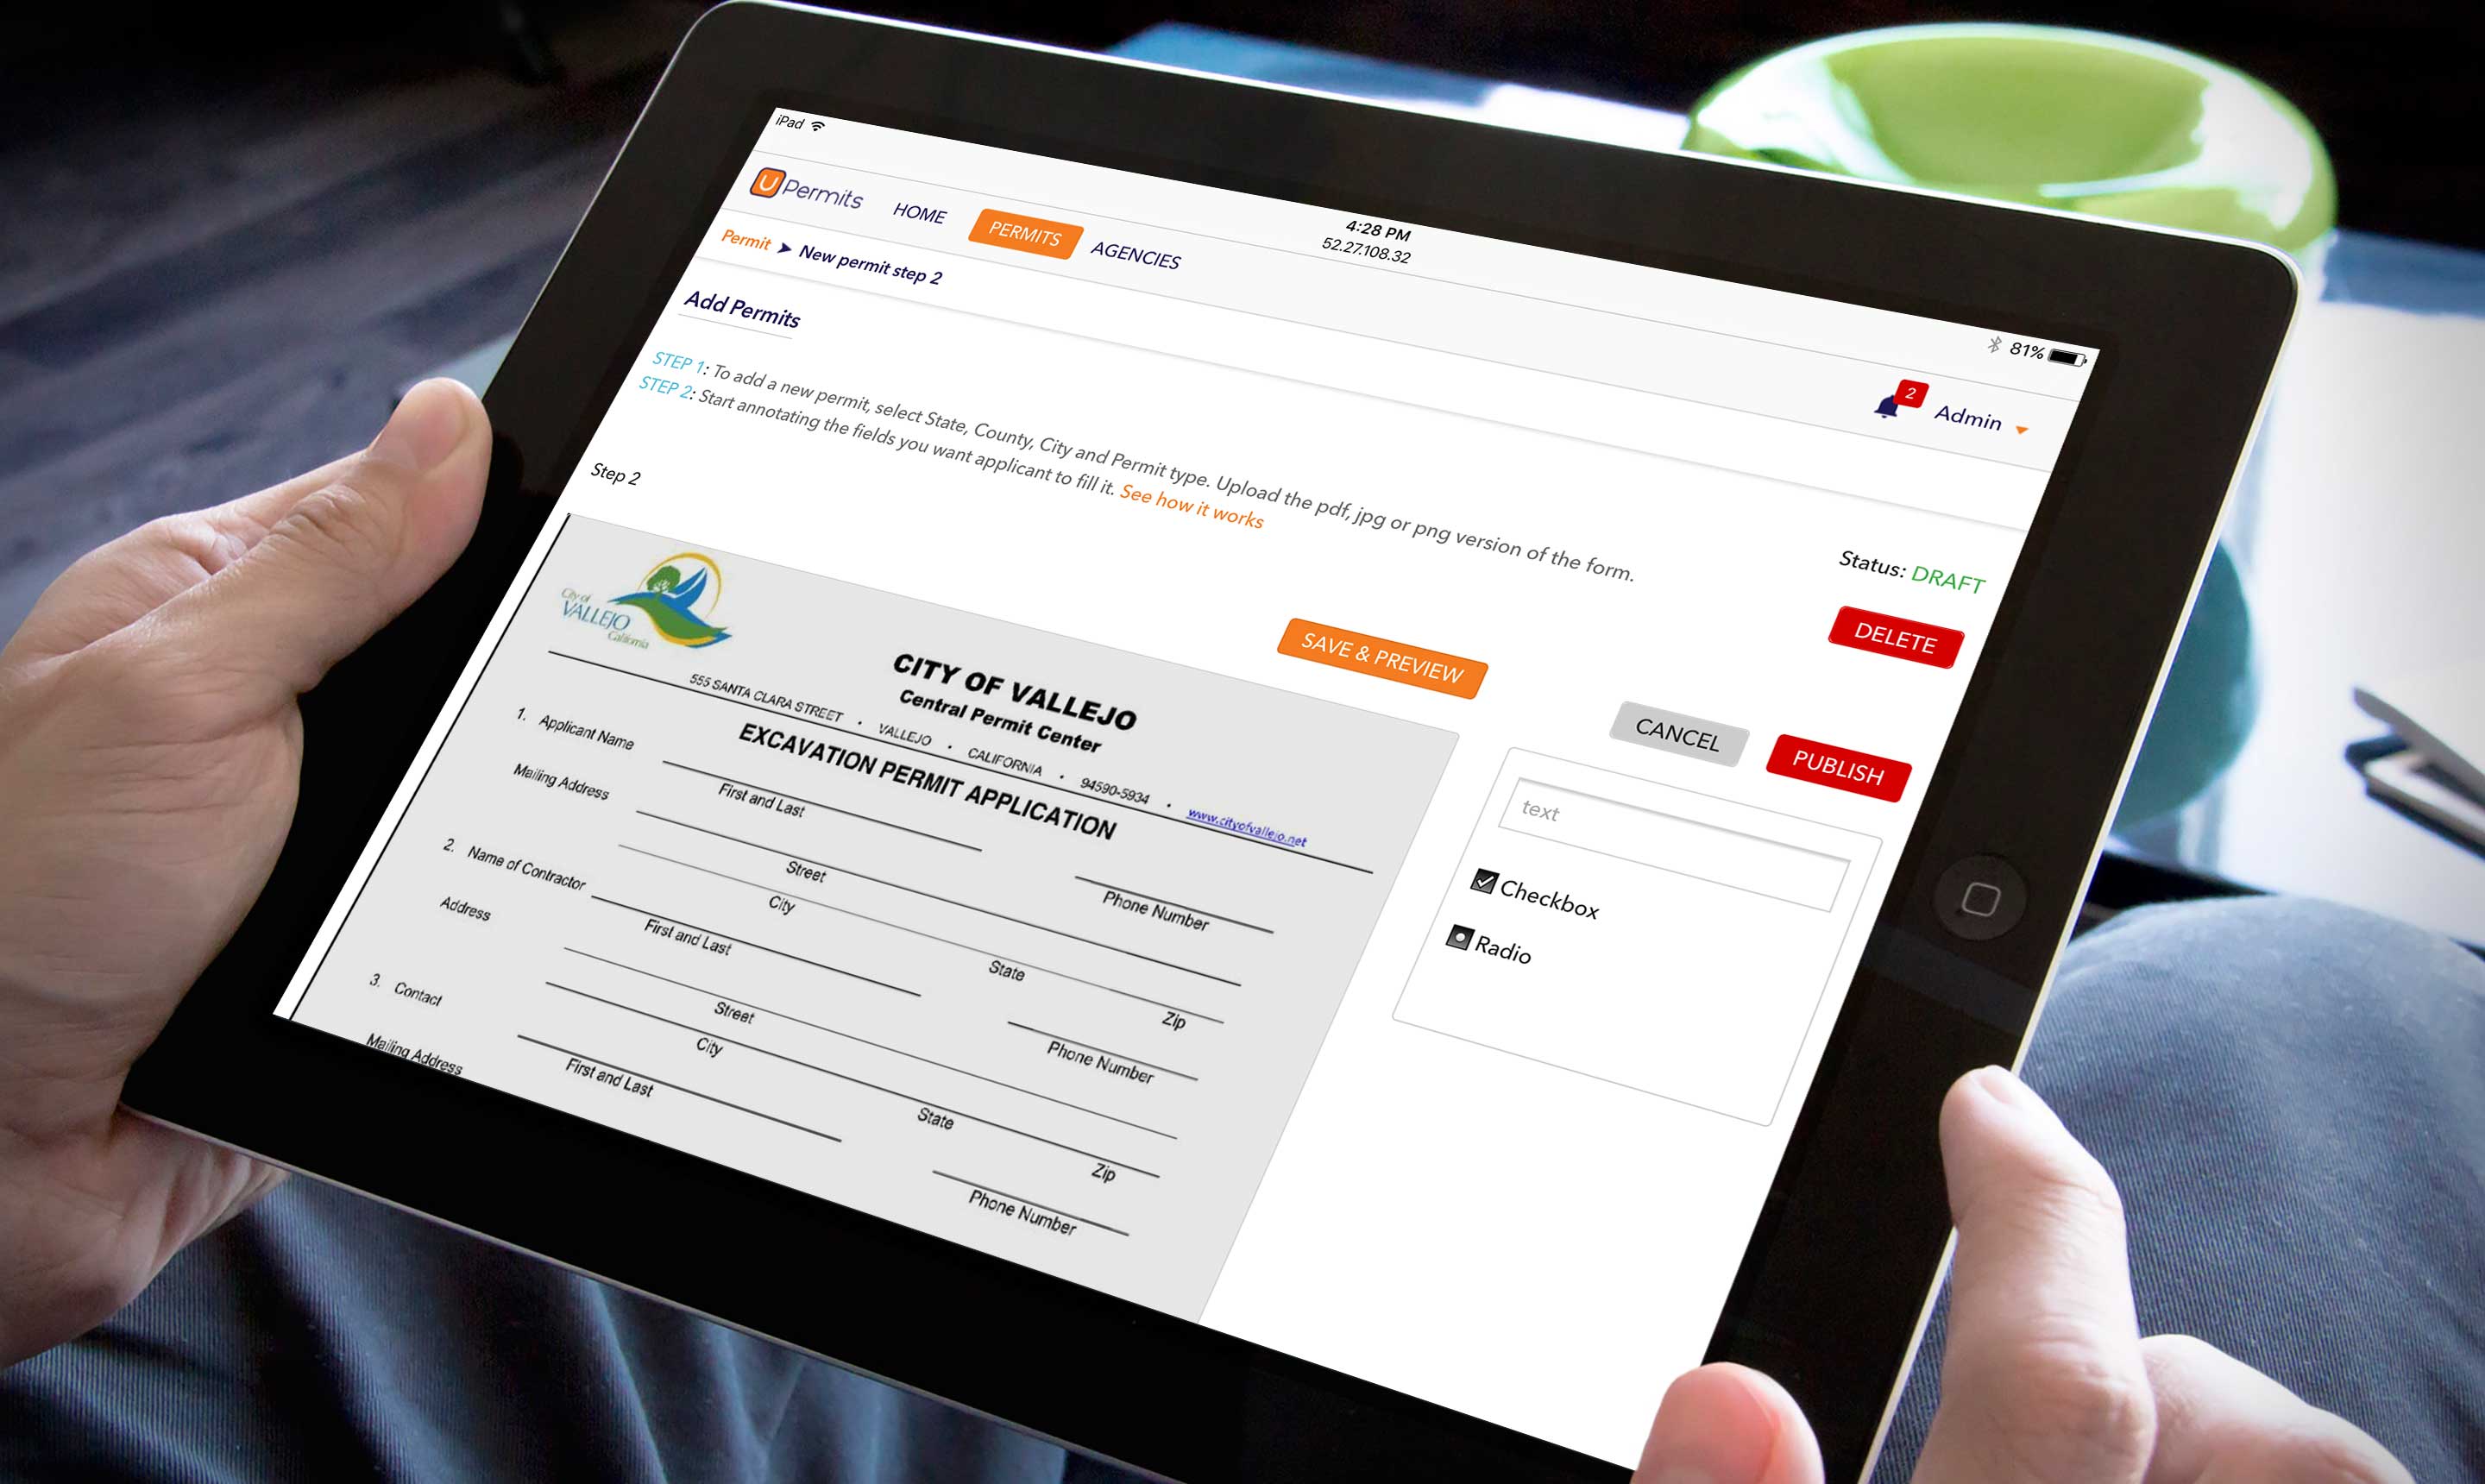 iPad
4:28 PM
52.27.108.32
81%
U Permits
HOME
PERMITS
AGENCIES
2
Admin
Permit ➤ New permit step 2
Add Permits
STEP 1: To add a new permit, select State, County, City and Permit type. Upload the pdf, jpg or png version of the form.
STEP 2: Start annotating the fields you want applicant to fill it. See how it works
Status: DRAFT
Step 2
SAVE & PREVIEW
DELETE
CANCEL
PUBLISH
City of
VALLEJO
California
CITY OF VALLEJO
Central Permit Center
555 SANTA CLARA STREET • VALLEJO • CALIFORNIA • 94590-5934 • www.cityofvallejo.net
EXCAVATION PERMIT APPLICATION
1. Applicant Name
First and Last
Phone Number
Mailing Address
Street
City
State
Zip
2. Name of Contractor
First and Last
Phone Number
Address
Street
City
State
Zip
3. Contact
First and Last
Phone Number
Mailing Address
text
Checkbox
Radio